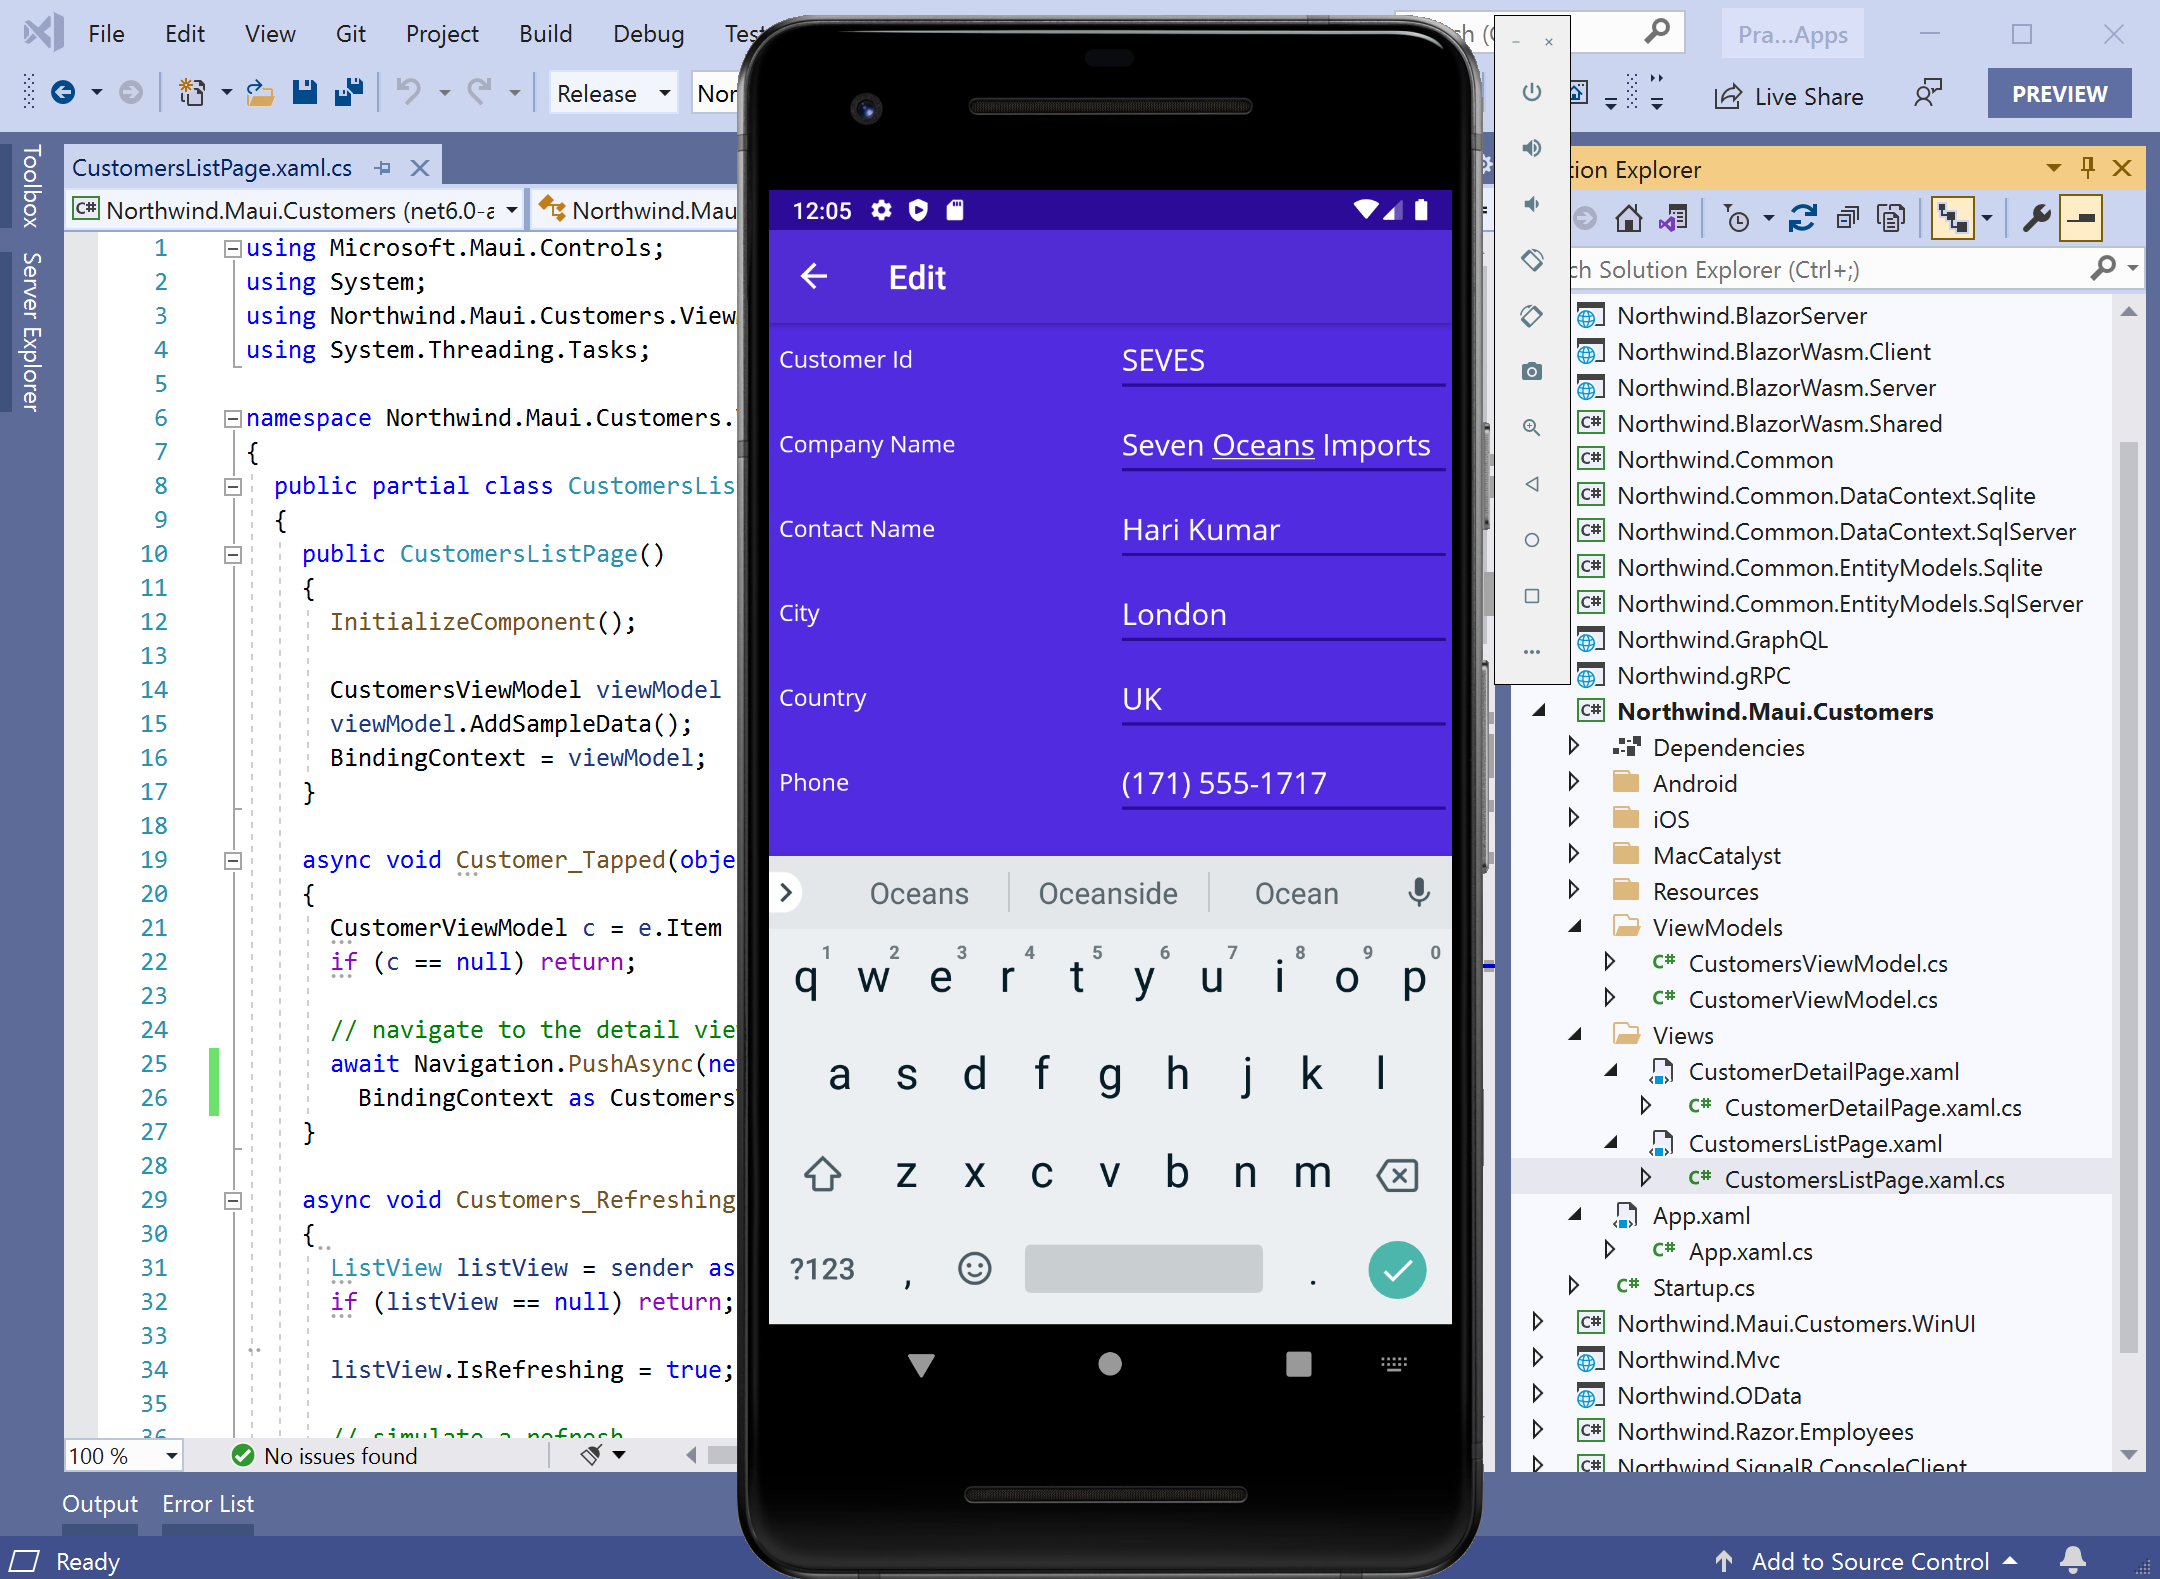 File Edit View Git Project Build Debug Test
Pra...Apps
Release
Live Share
PREVIEW
Toolbox
Server Explorer
CustomersListPage.xaml.cs
C# Northwind.Maui.Customers (net6.0-a
Northwind.Mau
1 using Microsoft.Maui.Controls;
2 using System;
3 using Northwind.Maui.Customers.View
4 using System.Threading.Tasks;
5
6 namespace Northwind.Maui.Customers.
7 {
8 public partial class CustomersLis
9 {
10 public CustomersListPage()
11 {
12 InitializeComponent();
13
14 CustomersViewModel viewModel
15 viewModel.AddSampleData();
16 BindingContext = viewModel;
17 }
18
19 async void Customer_Tapped(obje
20 {
21 CustomerViewModel c = e.Item
22 if (c == null) return;
23
24 // navigate to the detail view
25 await Navigation.PushAsync(ne
26 BindingContext as Customers
27 }
28
29 async void Customers_Refreshing
30 {
31 ListView listView = sender as
32 if (listView == null) return;
33
34 listView.IsRefreshing = true;
35
36 // simulate a refresh
100 %
No issues found
Output Error List
Ready
Add to Source Control
12:05
Edit
Customer Id SEVES
Company Name Seven Oceans Imports
Contact Name Hari Kumar
City London
Country UK
Phone (171) 555-1717
Oceans Oceanside Ocean
1 2 3 4 5 6 7 8 9 0
q w e r t y u i o p
a s d f g h j k l
z x c v b n m
?123 , .
tion Explorer
ch Solution Explorer (Ctrl+;)
Northwind.BlazorServer
Northwind.BlazorWasm.Client
Northwind.BlazorWasm.Server
C# Northwind.BlazorWasm.Shared
C# Northwind.Common
C# Northwind.Common.DataContext.Sqlite
C# Northwind.Common.DataContext.SqlServer
C# Northwind.Common.EntityModels.Sqlite
C# Northwind.Common.EntityModels.SqlServer
Northwind.GraphQL
Northwind.gRPC
C# Northwind.Maui.Customers
Dependencies
Android
iOS
MacCatalyst
Resources
ViewModels
C# CustomersViewModel.cs
C# CustomerViewModel.cs
Views
CustomerDetailPage.xaml
C# CustomerDetailPage.xaml.cs
CustomersListPage.xaml
C# CustomersListPage.xaml.cs
App.xaml
C# App.xaml.cs
C# Startup.cs
C# Northwind.Maui.Customers.WinUI
Northwind.Mvc
Northwind.OData
C# Northwind.Razor.Employees
C# Northwind.SignalR.ConsoleClient